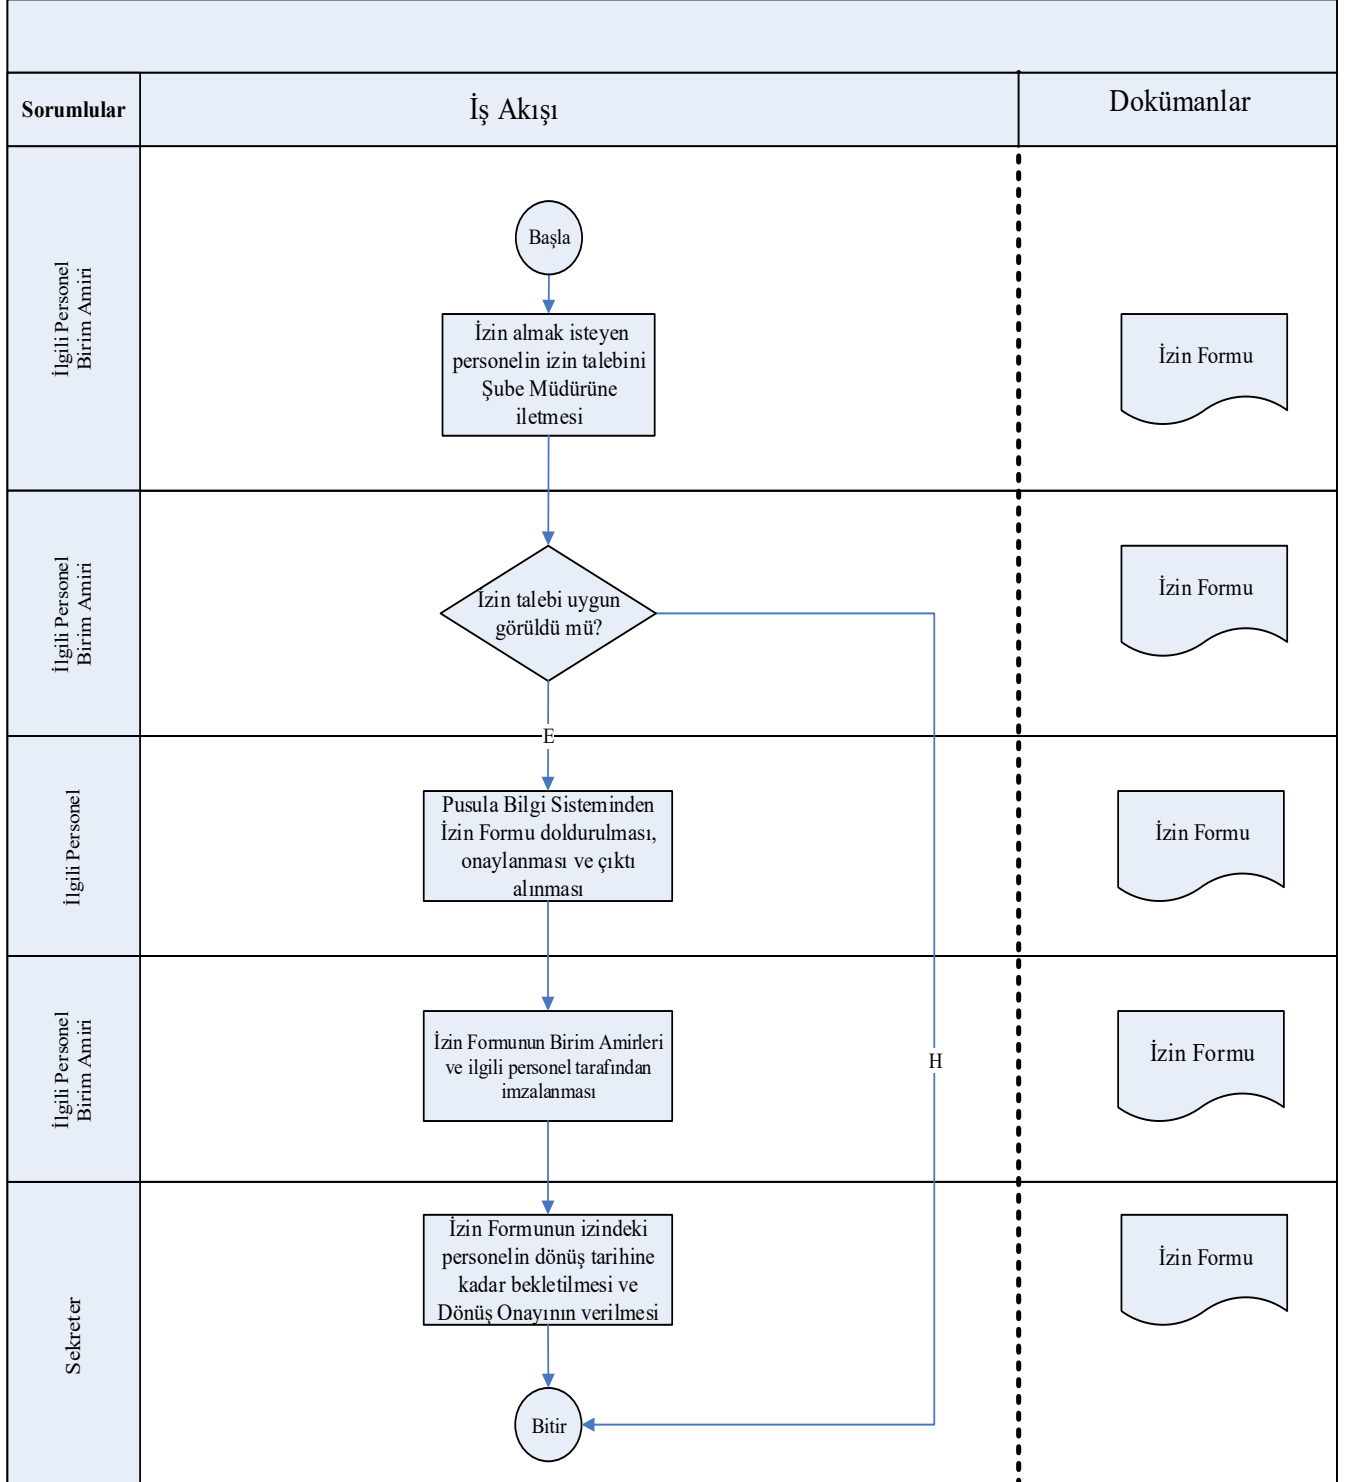 Sorumlular
İş Akışı
Dokümanlar
İlgili Personel
Birim Amiri
Başla
İzin almak isteyen
personelin izin talebini
Şube Müdürüne
iletmesi
İzin Formu
İlgili Personel
Birim Amiri
İzin talebi uygun
görüldü mü?
İzin Formu
E
İlgili Personel
Pusula Bilgi Sisteminden
İzin Formu doldurulması,
onaylanması ve çıktı
alınması
İzin Formu
İlgili Personel
Birim Amiri
İzin Formunun Birim Amirleri
ve ilgili personel tarafından
imzalanması
H
İzin Formu
Sekreter
İzin Formunun izindeki
personelin dönüş tarihine
kadar bekletilmesi ve
Dönüş Onayının verilmesi
İzin Formu
Bitir